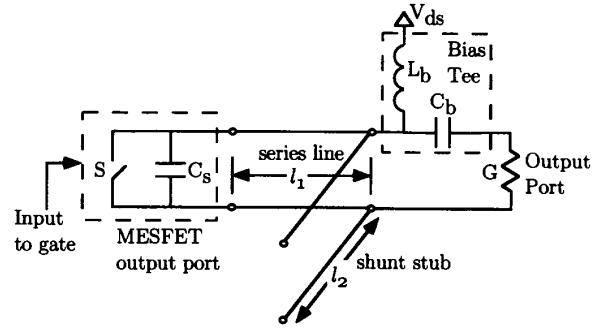 V_ds
Bias
Tee
L_b
C_b
S
C_s
series line
l_1
G
Output
Port
Input
to gate
MESFET
output port
l_2
shunt stub